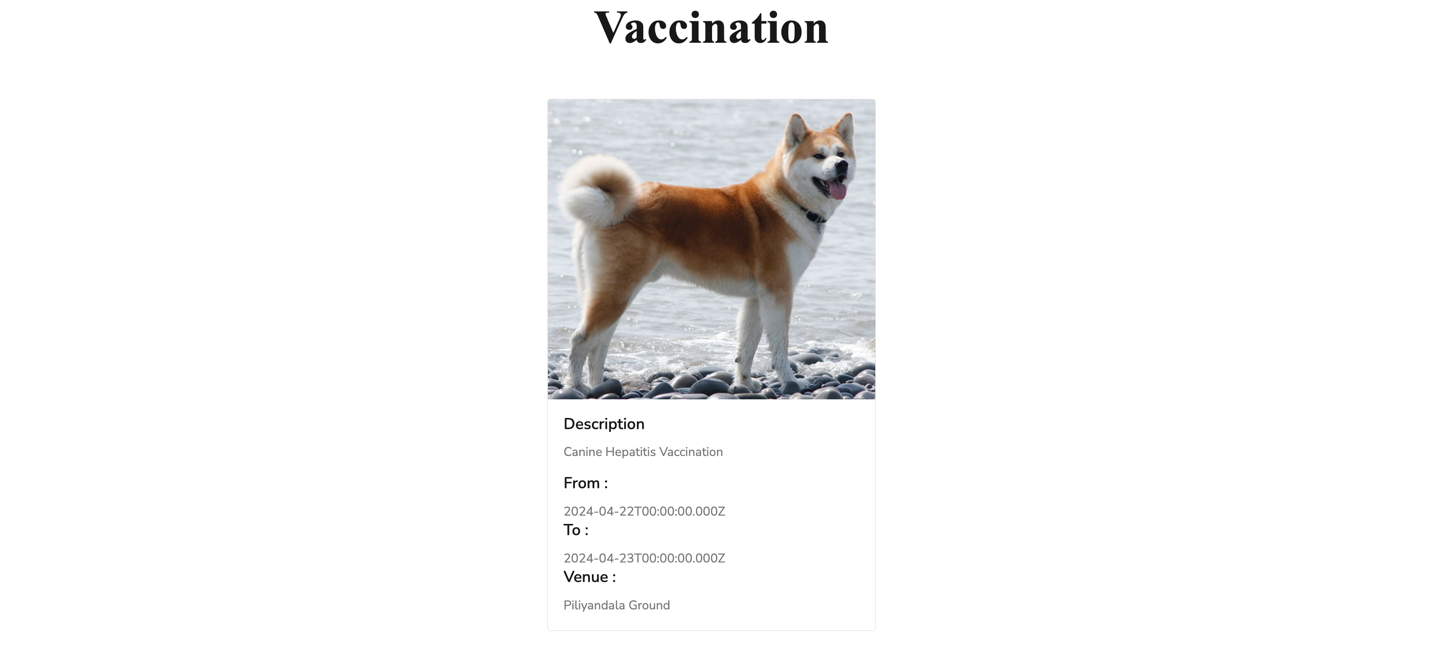 Vaccination
Description
Canine Hepatitis Vaccination
From :
2024-04-22T00:00:00.000Z
To :
2024-04-23T00:00:00.000Z
Venue :
Piliyandala Ground